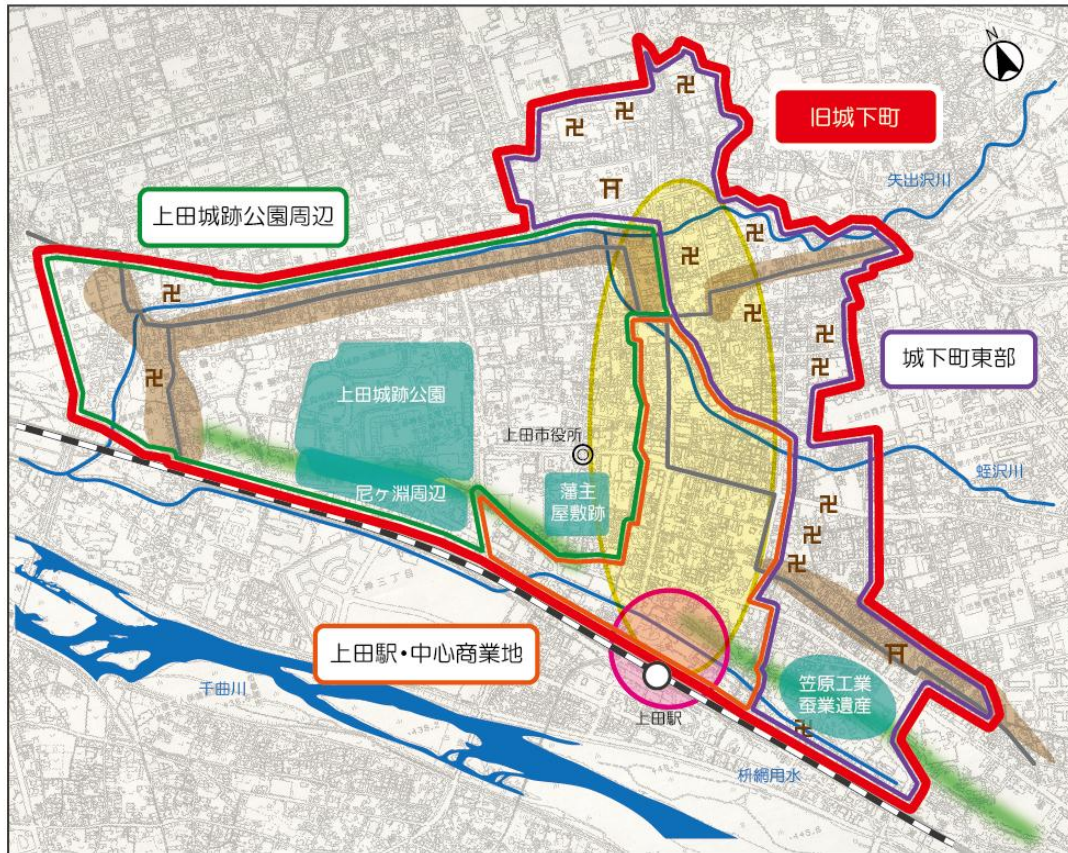 N
旧城下町
矢出沢川
上田城跡公園周辺
城下町東部
上田城跡公園
上田市役所
尼ヶ淵周辺
藩主
屋敷跡
蛭沢川
上田駅・中心商業地
千曲川
上田駅
笠原工業
蚕業遺産
枡網用水